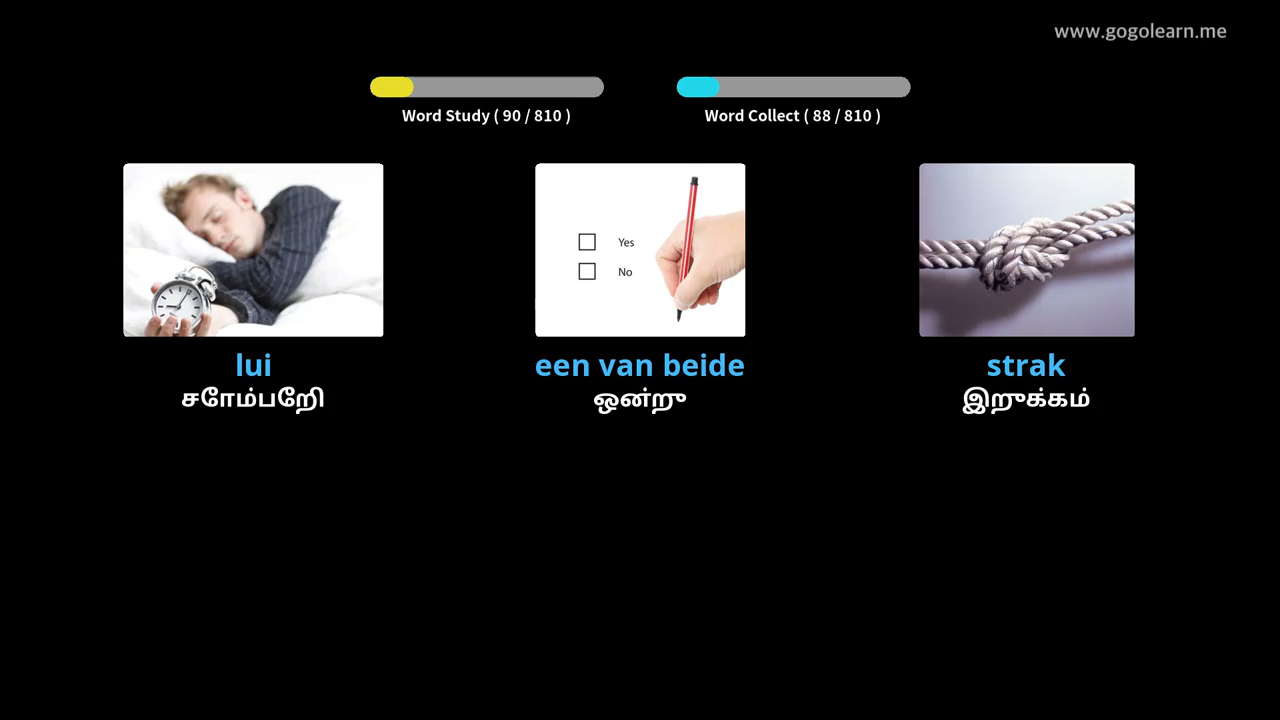 www.gogolearn.me
Word Study ( 90 / 810 )
Word Collect ( 88 / 810 )
Yes
No
lui
சோம்பேறி
een van beide
ஒன்று
strak
இறுக்கம்